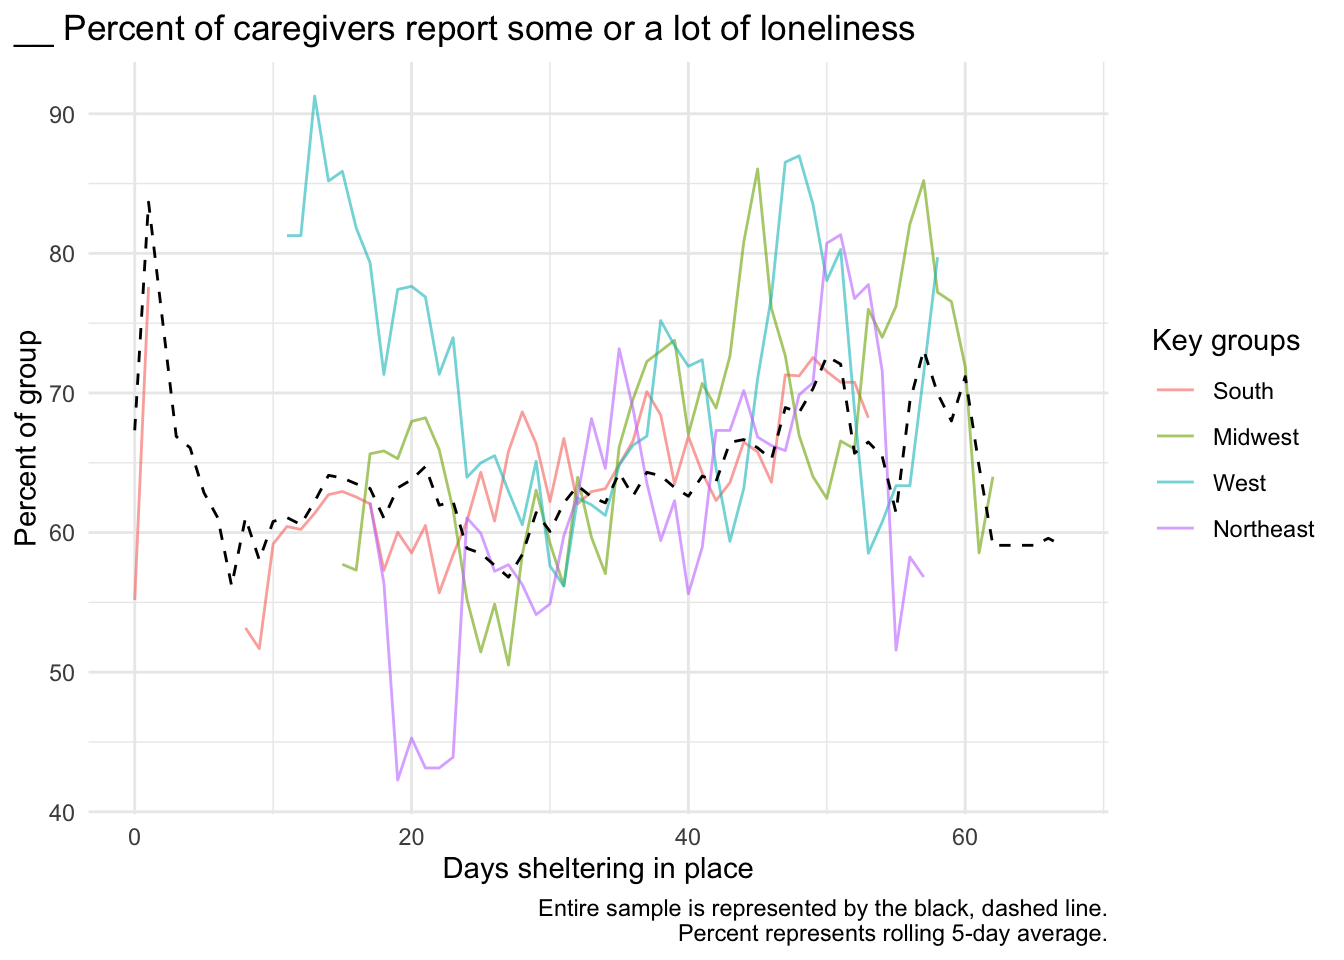 __ Percent of caregivers report some or a lot of loneliness
Percent of group
90
80
70
60
50
40
0
20
40
60
Days sheltering in place
Key groups
South
Midwest
West
Northeast
Entire sample is represented by the black, dashed line.
Percent represents rolling 5-day average.